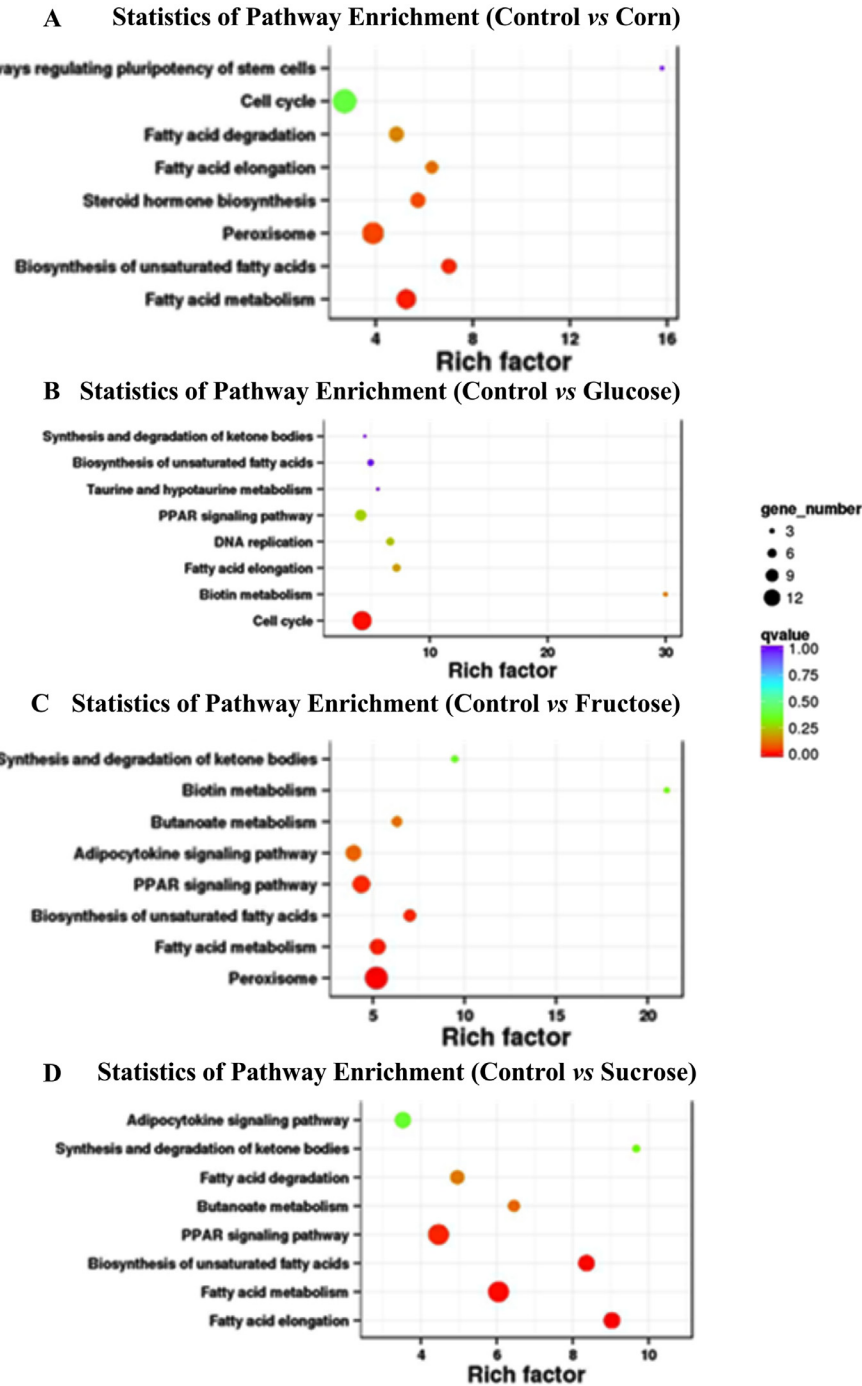 A Statistics of Pathway Enrichment (Control vs Corn)
regulating pluripotency of stem cells
Cell cycle
Fatty acid degradation
Fatty acid elongation
Steroid hormone biosynthesis
Peroxisome
Biosynthesis of unsaturated fatty acids
Fatty acid metabolism
4 8 12 16
Rich factor
B Statistics of Pathway Enrichment (Control vs Glucose)
Synthesis and degradation of ketone bodies
Biosynthesis of unsaturated fatty acids
Taurine and hypotaurine metabolism
PPAR signaling pathway
DNA replication
Fatty acid elongation
Biotin metabolism
Cell cycle
10 20 30
Rich factor
gene_number
3
6
9
12
qvalue
1.00
0.75
0.50
0.25
0.00
C Statistics of Pathway Enrichment (Control vs Fructose)
Synthesis and degradation of ketone bodies
Biotin metabolism
Butanoate metabolism
Adipocytokine signaling pathway
PPAR signaling pathway
Biosynthesis of unsaturated fatty acids
Fatty acid metabolism
Peroxisome
5 10 15 20
Rich factor
D Statistics of Pathway Enrichment (Control vs Sucrose)
Adipocytokine signaling pathway
Synthesis and degradation of ketone bodies
Fatty acid degradation
Butanoate metabolism
PPAR signaling pathway
Biosynthesis of unsaturated fatty acids
Fatty acid metabolism
Fatty acid elongation
4 6 8 10
Rich factor